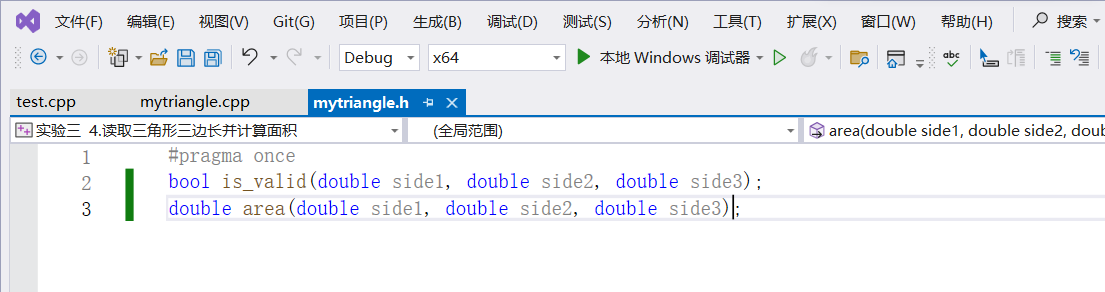 文件(F) 编辑(E) 视图(V) Git(G) 项目(P) 生成(B) 调试(D) 测试(S) 分析(N) 工具(T) 扩展(X) 窗口(W) 帮助(H) 搜索
Debug x64 本地 Windows 调试器 abc
test.cpp mytriangle.cpp mytriangle.h
实验三 4.读取三角形三边长并计算面积 (全局范围) area(double side1, double side2, dou
1 #pragma once
2 bool is_valid(double side1, double side2, double side3);
3 double area(double side1, double side2, double side3);